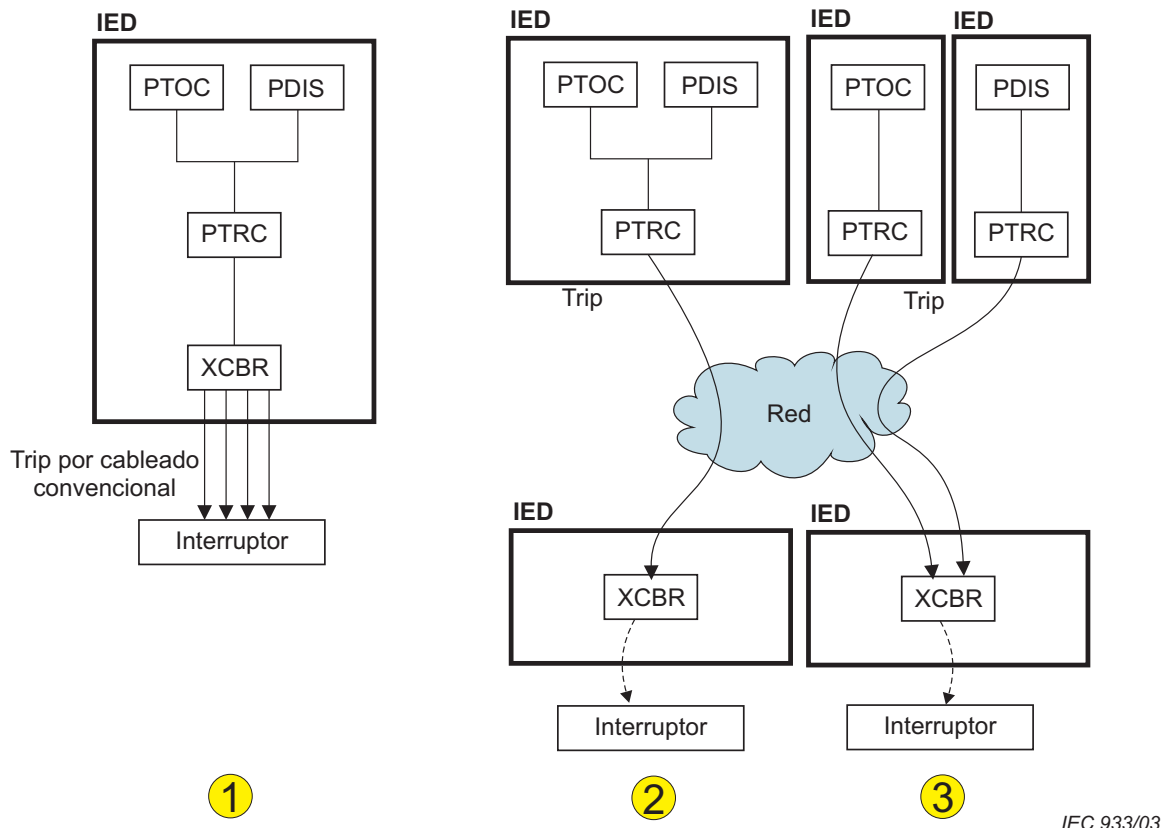 IED
PTOC
PDIS
PTRC
XCBR
Trip por cableado
convencional
Interruptor
1
IED
PTOC
PDIS
PTRC
Trip
IED
PTOC
PTRC
IED
PDIS
PTRC
Trip
Red
IED
XCBR
Interruptor
2
IED
XCBR
Interruptor
3
IEC 933/03